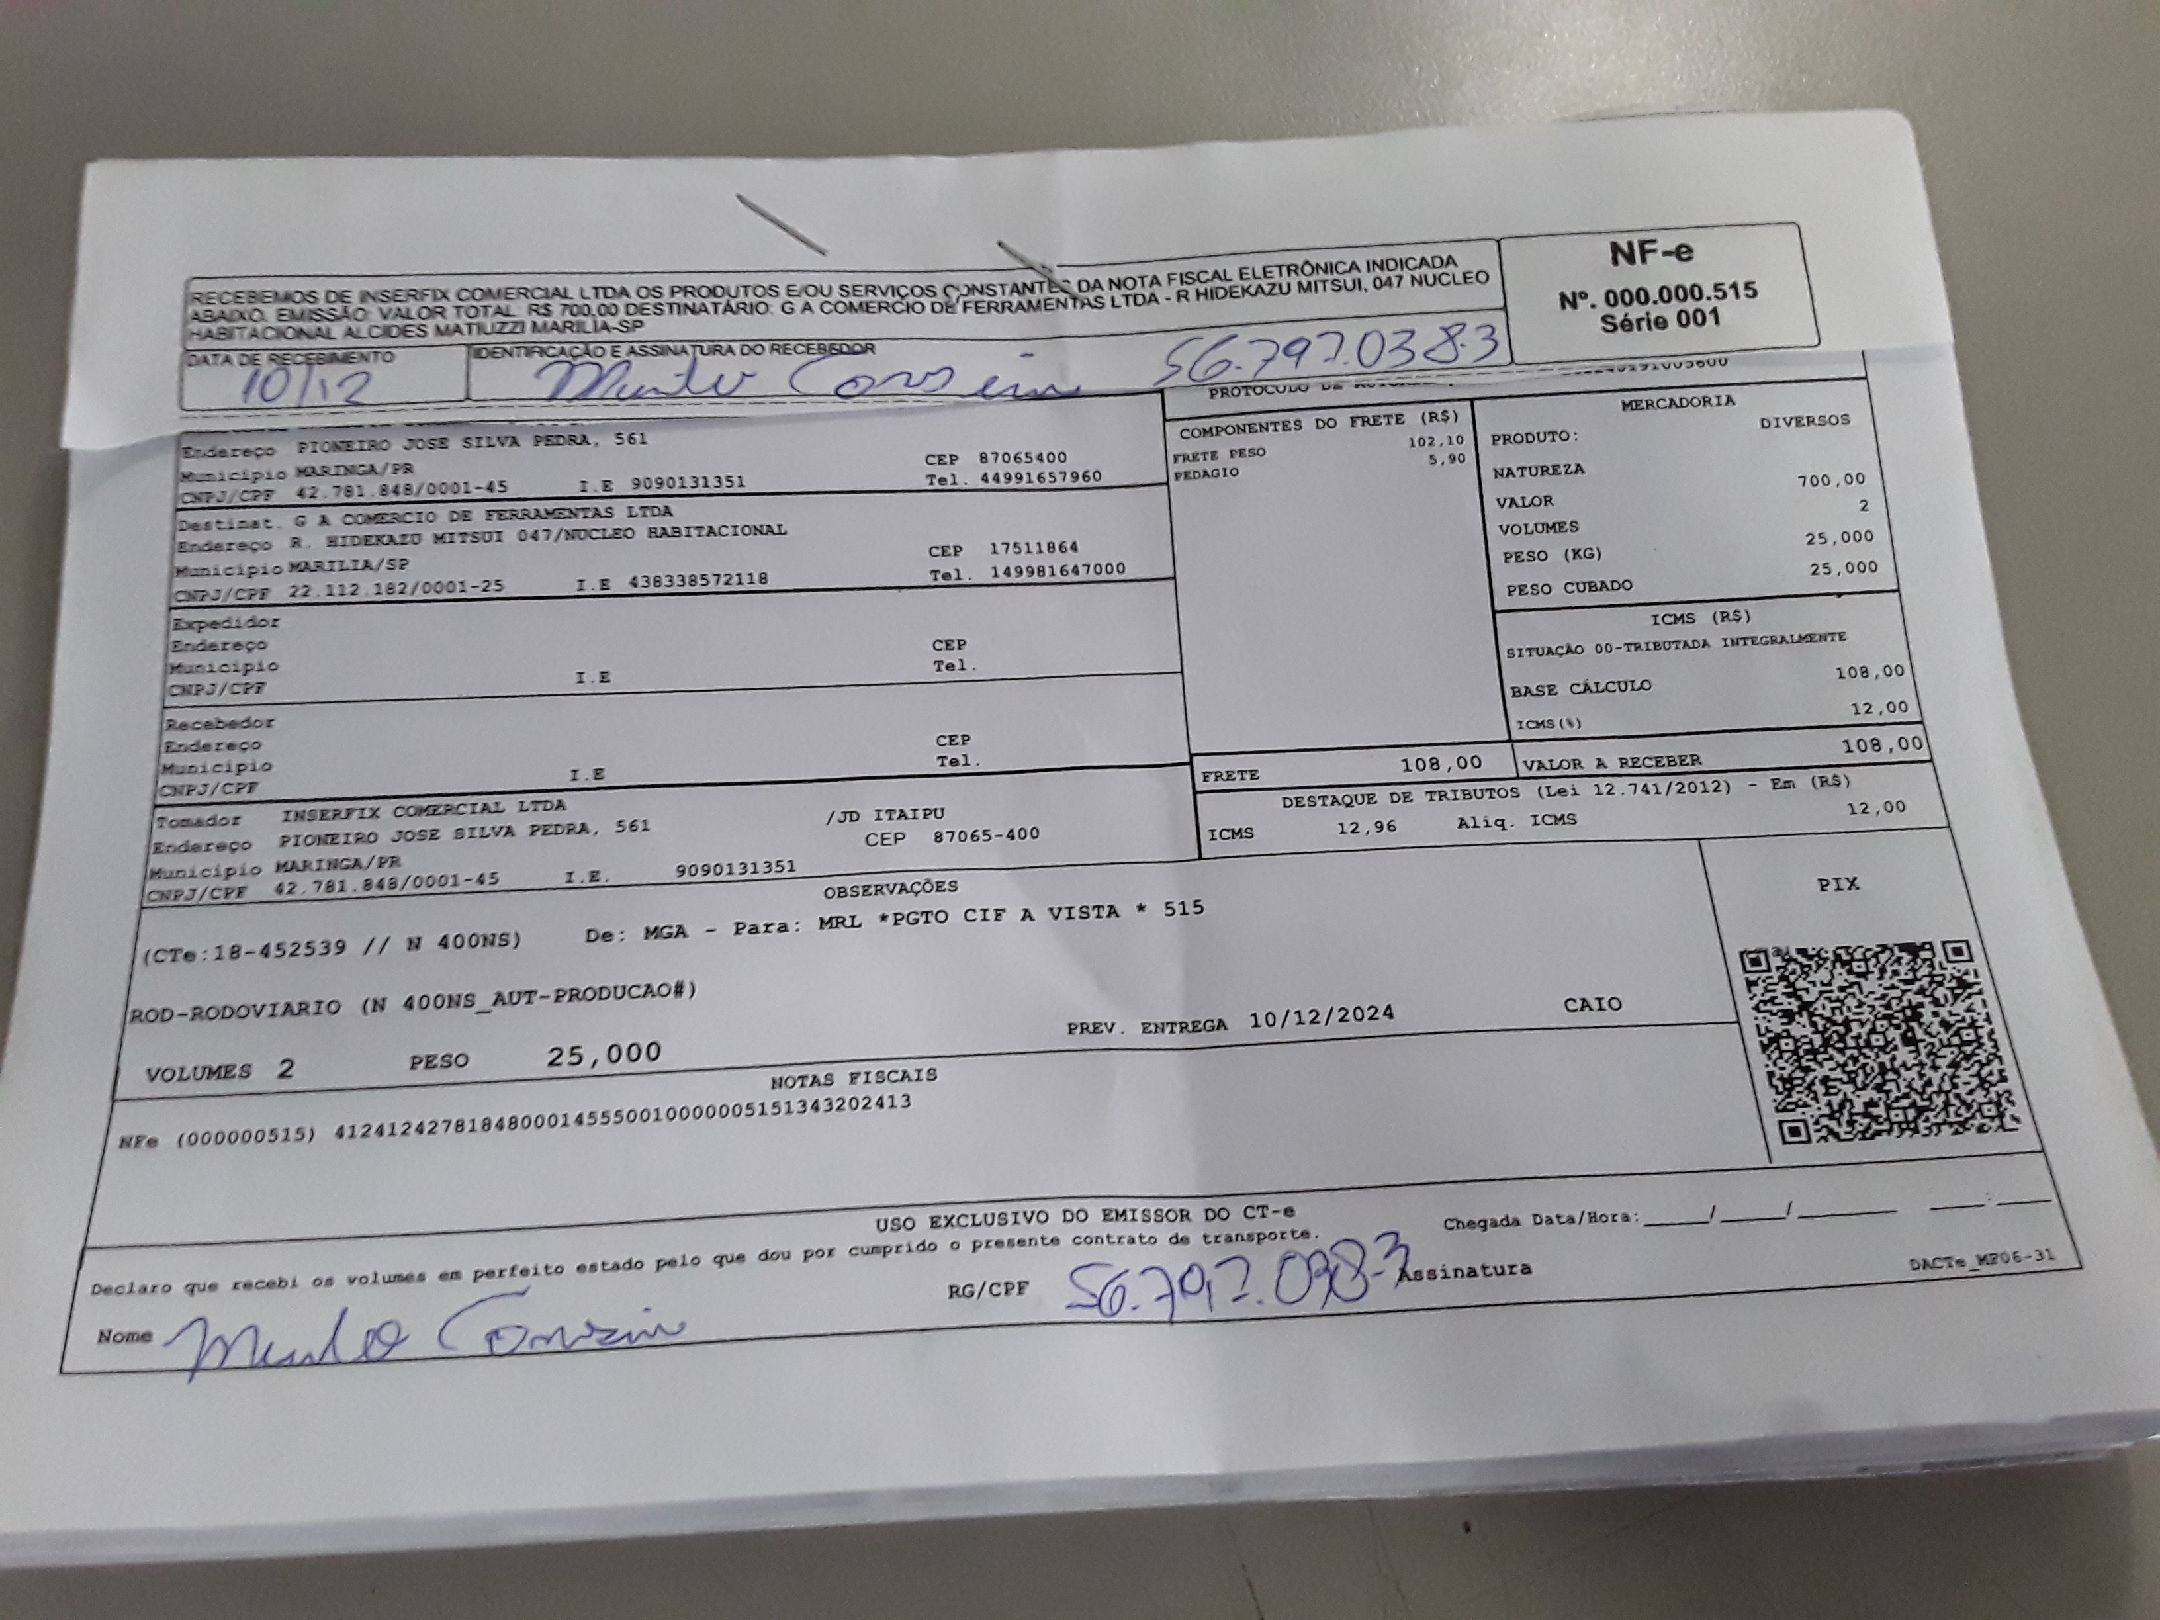 RECEBEMOS DE INSERFIX COMERCIAL LTDA OS PRODUTOS E/OU SERVIÇOS CONSTANTES DA NOTA FISCAL ELETRÔNICA INDICADA
ABAIXO. EMISSÃO: VALOR TOTAL: R$ 700,00 DESTINATÁRIO: G A COMERCIO DE FERRAMENTAS LTDA - R HIDEKAZU MITSUI, 047 NUCLEO
HABITACIONAL ALCIDES MATIUZZI MARILIA-SP
NF-e
Nº. 000.000.515
Série 001
DATA DE RECEBIMENTO
10/12
IDENTIFICAÇÃO E ASSINATURA DO RECEBEDOR
56.797.038-3
PROTOCOLO DE
Endereço PIONEIRO JOSE SILVA PEDRA, 561
Município MARINGA/PR CEP 87065400
CNPJ/CPF 42.781.848/0001-45 I.E 9090131351 Tel. 44991657960
Destinat. G A COMERCIO DE FERRAMENTAS LTDA
Endereço R. HIDEKAZU MITSUI 047/NUCLEO HABITACIONAL
Município MARILIA/SP CEP 17511864
CNPJ/CPF 22.112.182/0001-25 I.E 438338572118 Tel. 149981647000
Expedidor
Endereço CEP
Município Tel.
CNPJ/CPF I.E
Recebedor
Endereço CEP
Município Tel.
CNPJ/CPF I.E
Tomador INSERFIX COMERCIAL LTDA /JD ITAIPU
Endereço PIONEIRO JOSE SILVA PEDRA, 561 CEP 87065-400
Município MARINGA/PR
CNPJ/CPF 42.781.848/0001-45 I.E. 9090131351
COMPONENTES DO FRETE (R$)
FRETE PESO 102,10
PEDAGIO 5,90
MERCADORIA
PRODUTO: DIVERSOS
NATUREZA
VALOR 700,00
VOLUMES 2
PESO (KG) 25,000
PESO CUBADO 25,000
ICMS (R$)
SITUAÇÃO 00-TRIBUTADA INTEGRALMENTE
BASE CÁLCULO 108,00
ICMS(%) 12,00
FRETE 108,00 VALOR A RECEBER 108,00
DESTAQUE DE TRIBUTOS (Lei 12.741/2012) - Em (R$)
ICMS 12,96 Aliq. ICMS 12,00
OBSERVAÇÕES
(CTe:18-452539 // N 400NS) De: MGA - Para: MRL *PGTO CIF A VISTA * 515
ROD-RODOVIARIO (N 400NS_AUT-PRODUCAO#)
PREV. ENTREGA 10/12/2024 CAIO
VOLUMES 2 PESO 25,000
PIX
NOTAS FISCAIS
NFe (000000515) 41241242781848000145550010000005151343202413
USO EXCLUSIVO DO EMISSOR DO CT-e
Declaro que recebi os volumes em perfeito estado pelo que dou por cumprido o presente contrato de transporte.
Chegada Data/Hora:_____/_____/________ ____:____
Nome RG/CPF 56.797.038-3 Assinatura
DACTe_MF06-31